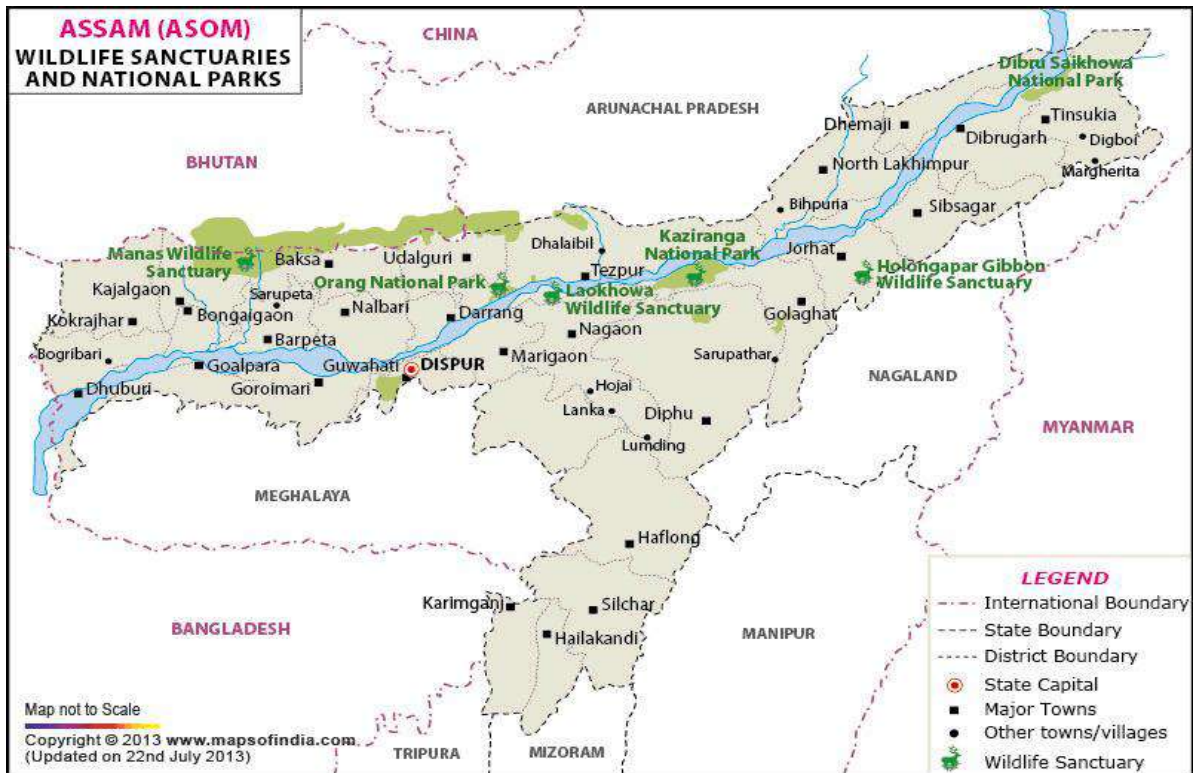 ASSAM (ASOM)
WILDLIFE SANCTUARIES
AND NATIONAL PARKS
CHINA
ARUNACHAL PRADESH
BHUTAN
Dibru Saikhowa
National Park
Tinsukia
Dhemaji
Dibrugarh
Digboi
Margherita
North Lakhimpur
Bihpuria
Sibsagar
Manas Wildlife
Sanctuary
Baksa
Udalguri
Dhalaibil
Kaziranga
National Park
Jorhat
Tezpur
Holongapar Gibbon
Wildlife Sanctuary
Orang National Park
Laokhowa
Wildlife Sanctuary
Kajalgaon
Sarupeta
Kokrajhar
Bongaigaon
Nalbari
Darrang
Golaghat
Nagaon
Barpeta
Bogribari
Goalpara
Guwahati
DISPUR
Marigaon
Sarupathar
Dhuburi
Goroimari
Hojai
Lanka
Diphu
Lumding
NAGALAND
MYANMAR
MEGHALAYA
Haflong
Karimganj
Silchar
Hailakandi
BANGLADESH
MANIPUR
TRIPURA
MIZORAM
LEGEND
International Boundary
State Boundary
District Boundary
State Capital
Major Towns
Other towns/villages
Wildlife Sanctuary
Map not to Scale
Copyright © 2013 www.mapsofindia.com
(Updated on 22nd July 2013)